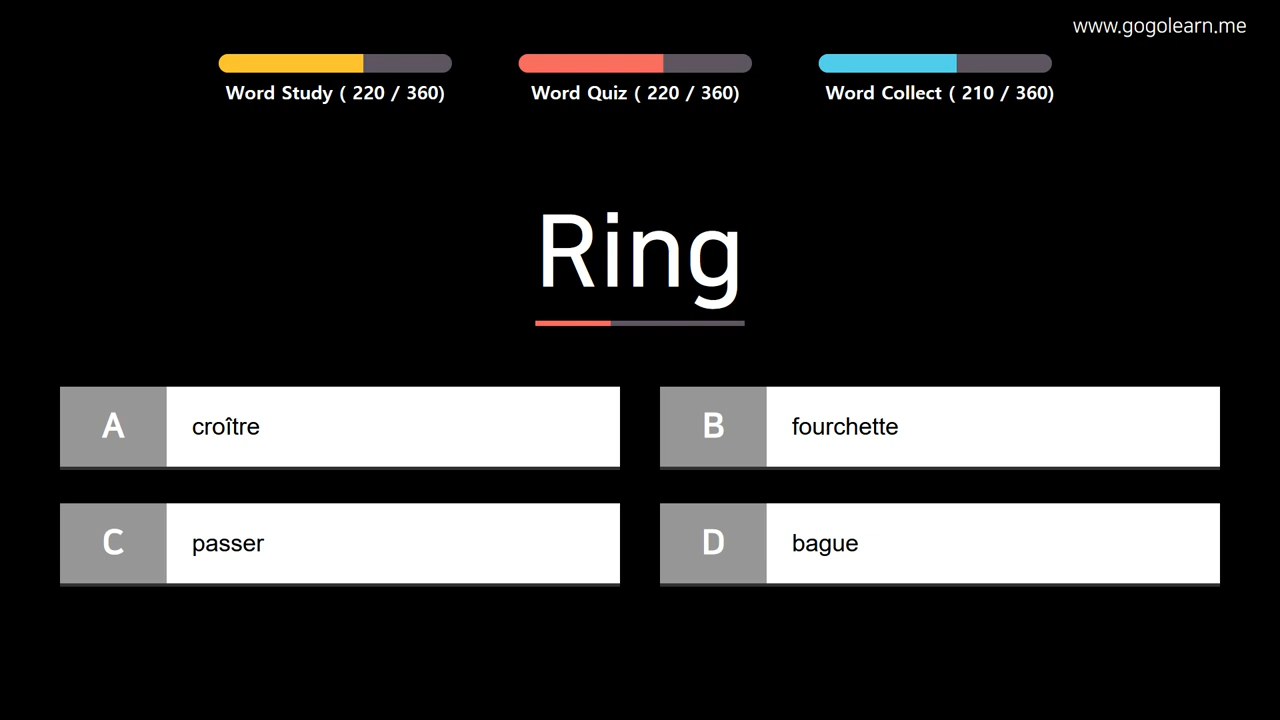 www.gogolearn.me
Word Study ( 220 / 360)
Word Quiz ( 220 / 360)
Word Collect ( 210 / 360)
Ring
A
croître
B
fourchette
C
passer
D
bague